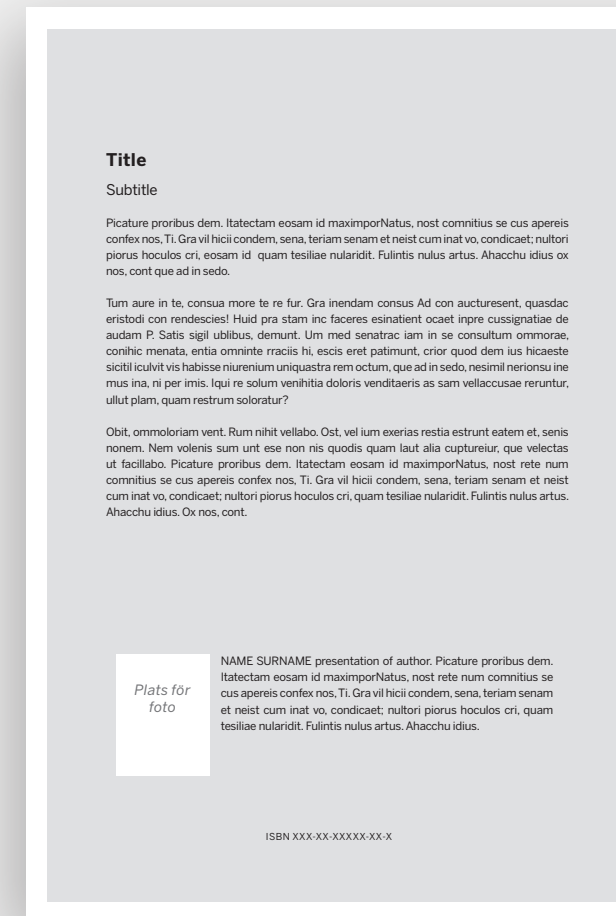 Title
Subtitle
Picature proribus dem. Itatectam eosam id maximporNatus, nost comnitius se cus apereis
confex nos, Ti. Gra vil hicii condem, sena, teriam senam et neist cum inat vo, condicaet; nultori
piorus hoculos cri, eosam id  quam tesiliae nularidit. Fulintis nulus artus. Ahacchu idius ox
nos, cont que ad in sedo.
Tum aure in te, consua more te re fur. Gra inendam consus Ad con aucturesent, quasdac
eristodi con rendescies! Huid pra stam inc faceres esinatient ocaet inpre cussignatiae de
audam P. Satis sigil ublibus, demunt. Um med senatrac iam in se consultum ommorae,
conihic menata, entia omninte rraciis hi, escis eret patimunt, crior quod dem ius hicaeste
sicitil iculvit vis habisse niurenium uniquastra rem octum, que ad in sedo, nesimil nerionsu ine
mus ina, ni per imis. Iqui re solum venihitia doloris venditaeris as sam vellaccusae reruntur,
ullut plam, quam restrum soloratur?
Obit, ommoloriam vent. Rum nihit vellabo. Ost, vel ium exerias restia estrunt eatem et, senis
nonem. Nem volenis sum unt ese non nis quodis quam laut alia cuptureiur, que velectas
ut facillabo. Picature proribus dem. Itatectam eosam id maximporNatus, nost rete num
comnitius se cus apereis confex nos, Ti. Gra vil hicii condem, sena, teriam senam et neist
cum inat vo, condicaet; nultori piorus hoculos cri, quam tesiliae nularidit. Fulintis nulus artus.
Ahacchu idius. Ox nos, cont.
Plats för
foto
NAME SURNAME presentation of author. Picature proribus dem.
Itatectam eosam id maximporNatus, nost rete num comnitius se
cus apereis confex nos, Ti. Gra vil hicii condem, sena, teriam senam
et neist cum inat vo, condicaet; nultori piorus hoculos cri, quam
tesiliae nularidit. Fulintis nulus artus. Ahacchu idius.
ISBN XXX-XX-XXXXX-XX-X